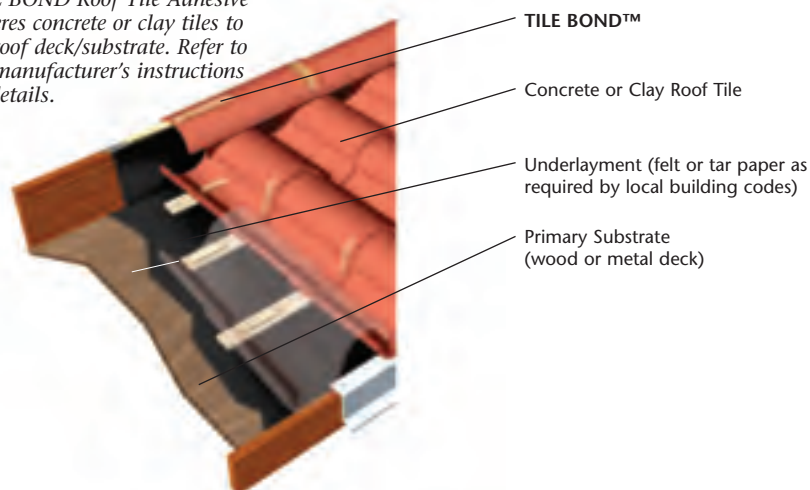 BOND Roof Tile Adhesive
res concrete or clay tiles to
oof deck/substrate. Refer to
manufacturer's instructions
etails.
TILE BOND™
Concrete or Clay Roof Tile
Underlayment (felt or tar paper as
required by local building codes)
Primary Substrate
(wood or metal deck)